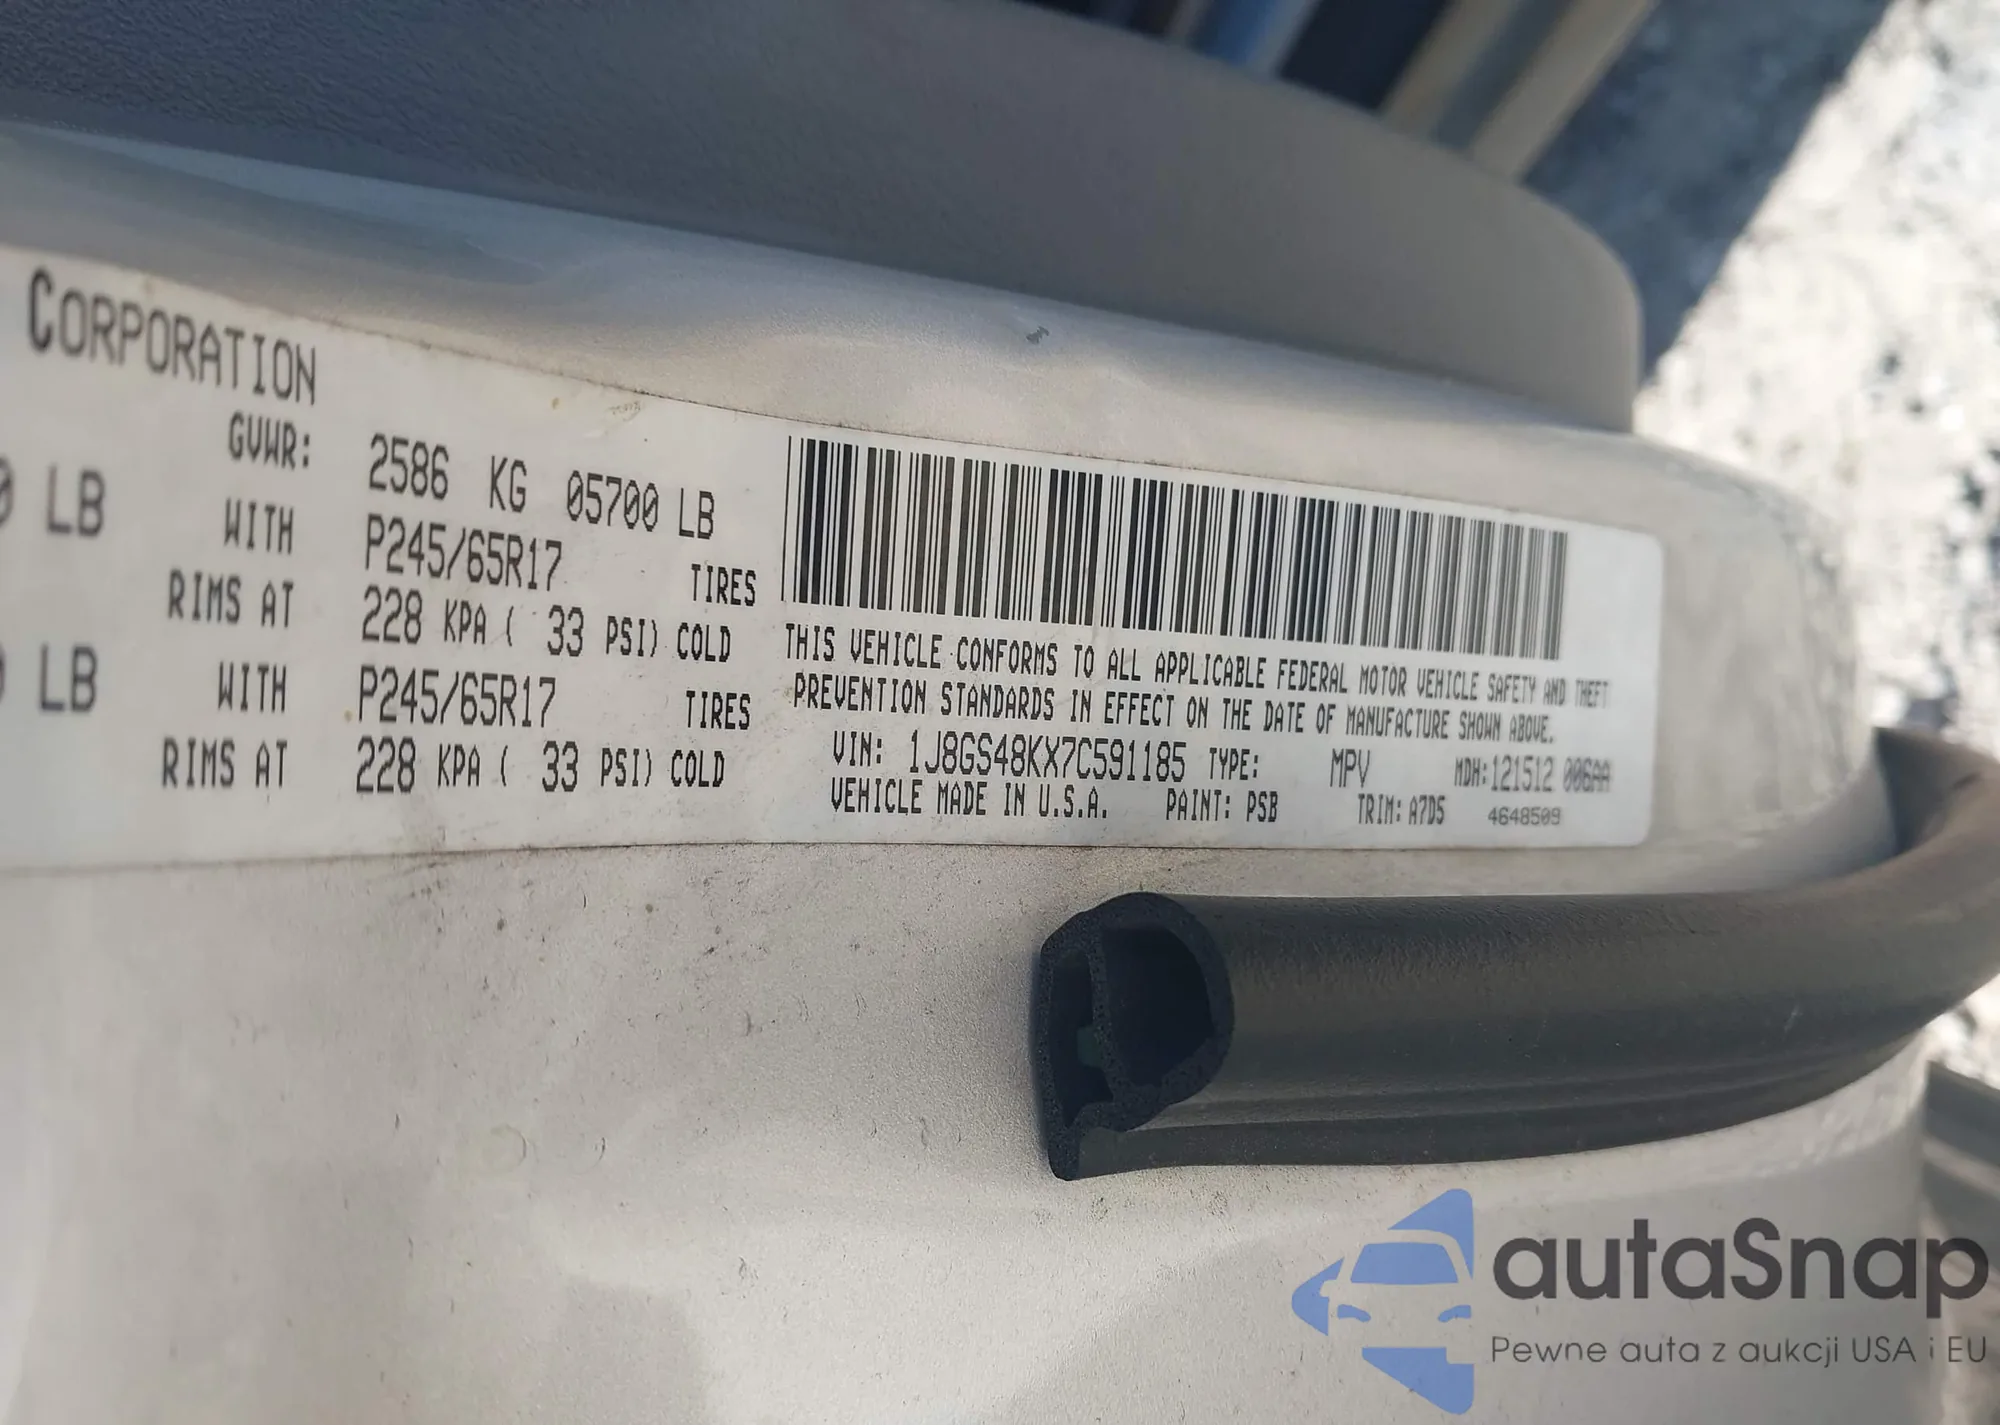 CORPORATION
GVWR: 2586 KG 05700 LB
LB WITH P245/65R17 TIRES
RIMS AT 228 KPA ( 33 PSI) COLD
LB WITH P245/65R17 TIRES
RIMS AT 228 KPA ( 33 PSI) COLD
THIS VEHICLE CONFORMS TO ALL APPLICABLE FEDERAL MOTOR VEHICLE SAFETY AND THEFT
PREVENTION STANDARDS IN EFFECT ON THE DATE OF MANUFACTURE SHOWN ABOVE.
VIN: 1J8GS48KX7C591185 TYPE: MPV MDH: 121512 006AA
VEHICLE MADE IN U.S.A. PAINT: PSB TRIM: A7D5 4648509
autaSnap
Pewne auta z aukcji USA i EU